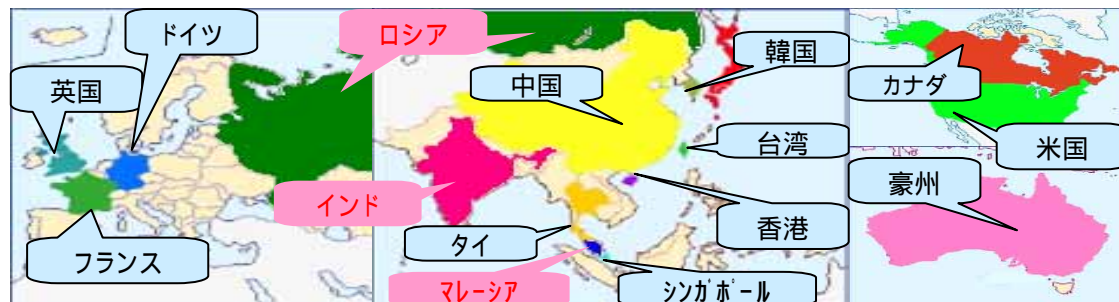 ドイツ
ロシア
英国
フランス
インド
中国
韓国
台湾
香港
タイ
マレーシア
シンガポール
カナダ
米国
豪州